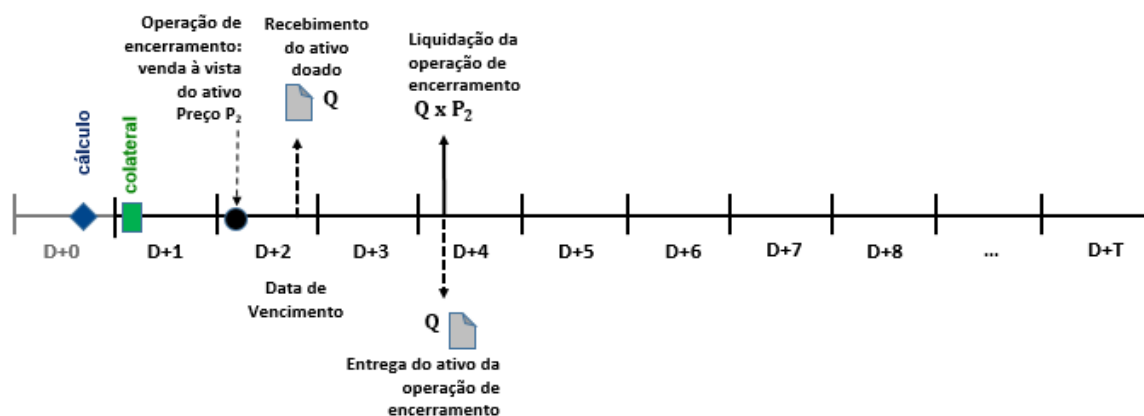 Operação de
encerramento:
venda à vista
do ativo
Preço P₂
Recebimento
do ativo
doado
Q
Liquidação da
operação de
encerramento
Q x P₂
cálculo
colateral
D+0
D+1
D+2
D+3
D+4
D+5
D+6
D+7
D+8
...
D+T
Data de
Vencimento
Q
Entrega do ativo da
operação de
encerramento